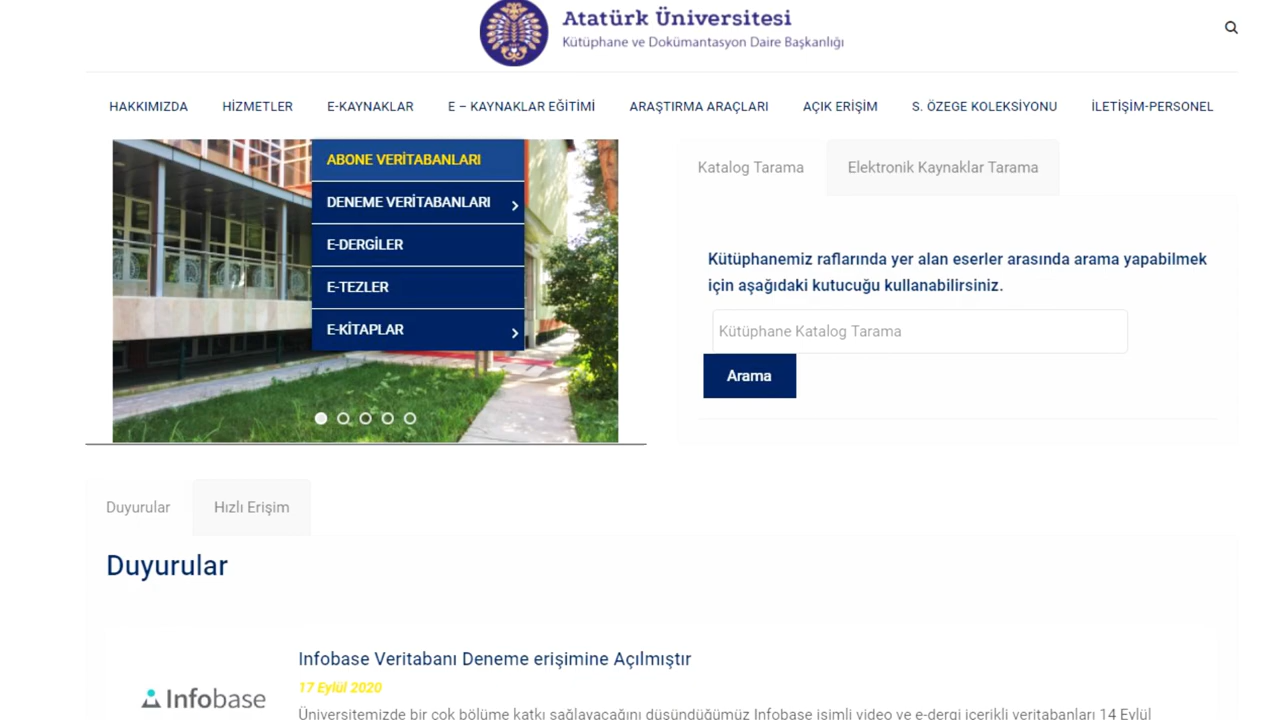 Atatürk Üniversitesi
Kütüphane ve Dokümantasyon Daire Başkanlığı
HAKKIMIZDA HİZMETLER E-KAYNAKLAR E – KAYNAKLAR EĞİTİMİ ARAŞTIRMA ARAÇLARI AÇIK ERİŞİM S. ÖZEGE KOLEKSİYONU İLETİŞİM-PERSONEL
ABONE VERİTABANLARI
DENEME VERİTABANLARI
E-DERGİLER
E-TEZLER
E-KİTAPLAR
Katalog Tarama Elektronik Kaynaklar Tarama
Kütüphanemiz raflarında yer alan eserler arasında arama yapabilmek
için aşağıdaki kutucuğu kullanabilirsiniz.
Kütüphane Katalog Tarama
Arama
Duyurular Hızlı Erişim
Duyurular
Infobase Veritabanı Deneme erişimine Açılmıştır
17 Eylül 2020
Infobase
Üniversitemizde bir çok bölüme katkı sağlayacağını düşündüğümüz Infobase isimli video ve e-dergi içerikli veritabanları 14 Eylül